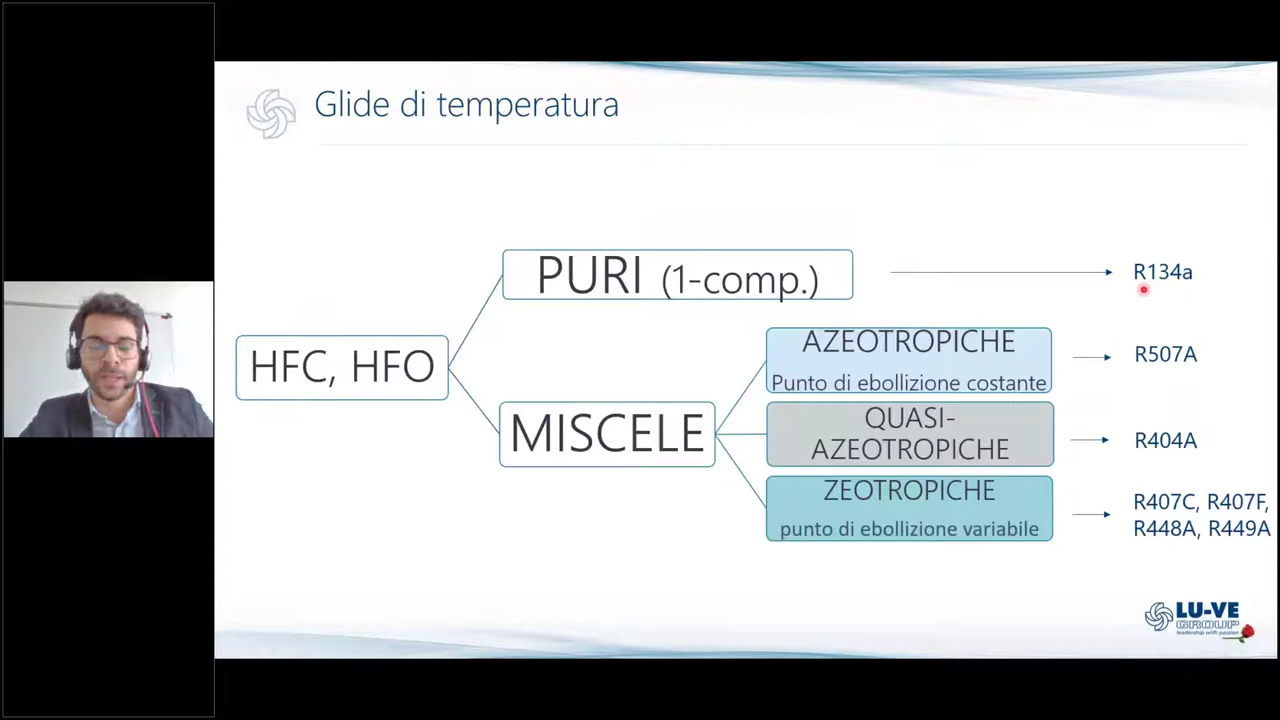 Glide di temperatura
PURI (1-comp.)
R134a
HFC, HFO
MISCELE
AZEOTROPICHE
Punto di ebollizione costante
R507A
QUASI-
AZEOTROPICHE
R404A
ZEOTROPICHE
punto di ebollizione variabile
R407C, R407F,
R448A, R449A
LU-VE
GROUP
leadership with passion